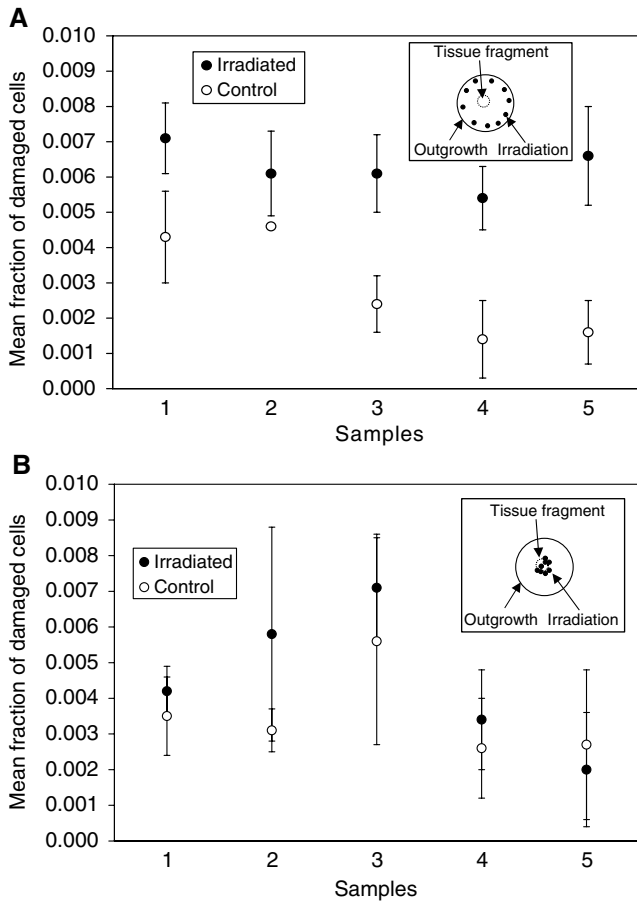 A
0.010
0.009
0.008
0.007
0.006
0.005
0.004
0.003
0.002
0.001
0.000
Mean fraction of damaged cells
Irradiated
Control
Tissue fragment
Outgrowth Irradiation
1 2 3 4 5
Samples
B
0.010
0.009
0.008
0.007
0.006
0.005
0.004
0.003
0.002
0.001
0.000
Mean fraction of damaged cells
Irradiated
Control
Tissue fragment
Outgrowth Irradiation
1 2 3 4 5
Samples